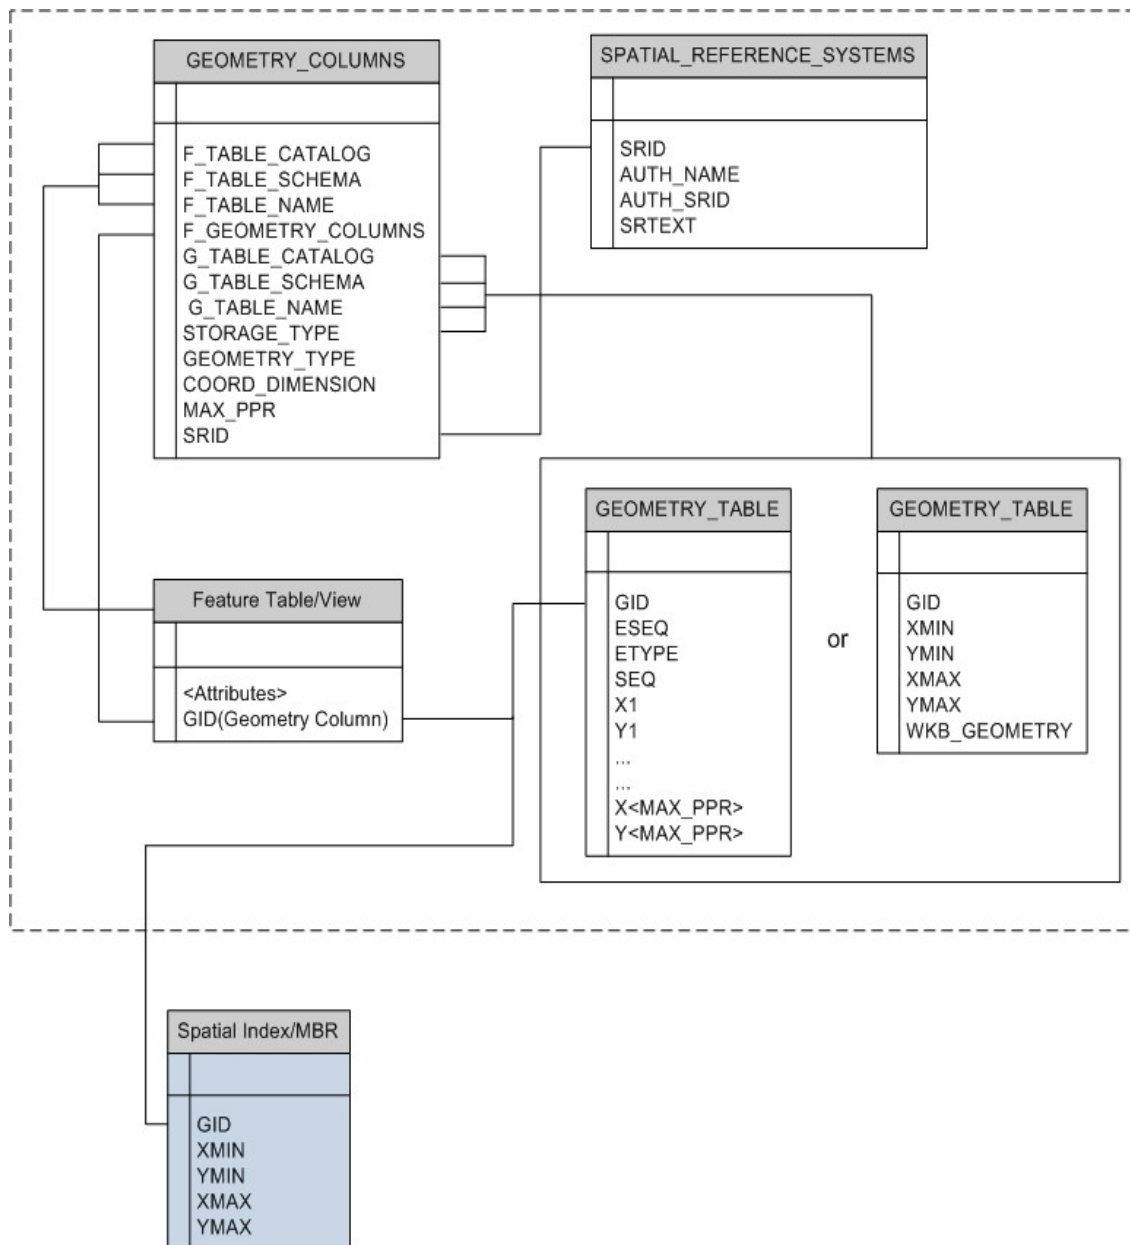 GEOMETRY_COLUMNS
F_TABLE_CATALOG
F_TABLE_SCHEMA
F_TABLE_NAME
F_GEOMETRY_COLUMNS
G_TABLE_CATALOG
G_TABLE_SCHEMA
G_TABLE_NAME
STORAGE_TYPE
GEOMETRY_TYPE
COORD_DIMENSION
MAX_PPR
SRID
SPATIAL_REFERENCE_SYSTEMS
SRID
AUTH_NAME
AUTH_SRID
SRTEXT
Feature Table/View
<Attributes>
GID(Geometry Column)
GEOMETRY_TABLE
GID
ESEQ
ETYPE
SEQ
X1
Y1
...
...
X<MAX_PPR>
Y<MAX_PPR>
or
GEOMETRY_TABLE
GID
XMIN
YMIN
XMAX
YMAX
WKB_GEOMETRY
Spatial Index/MBR
GID
XMIN
YMIN
XMAX
YMAX